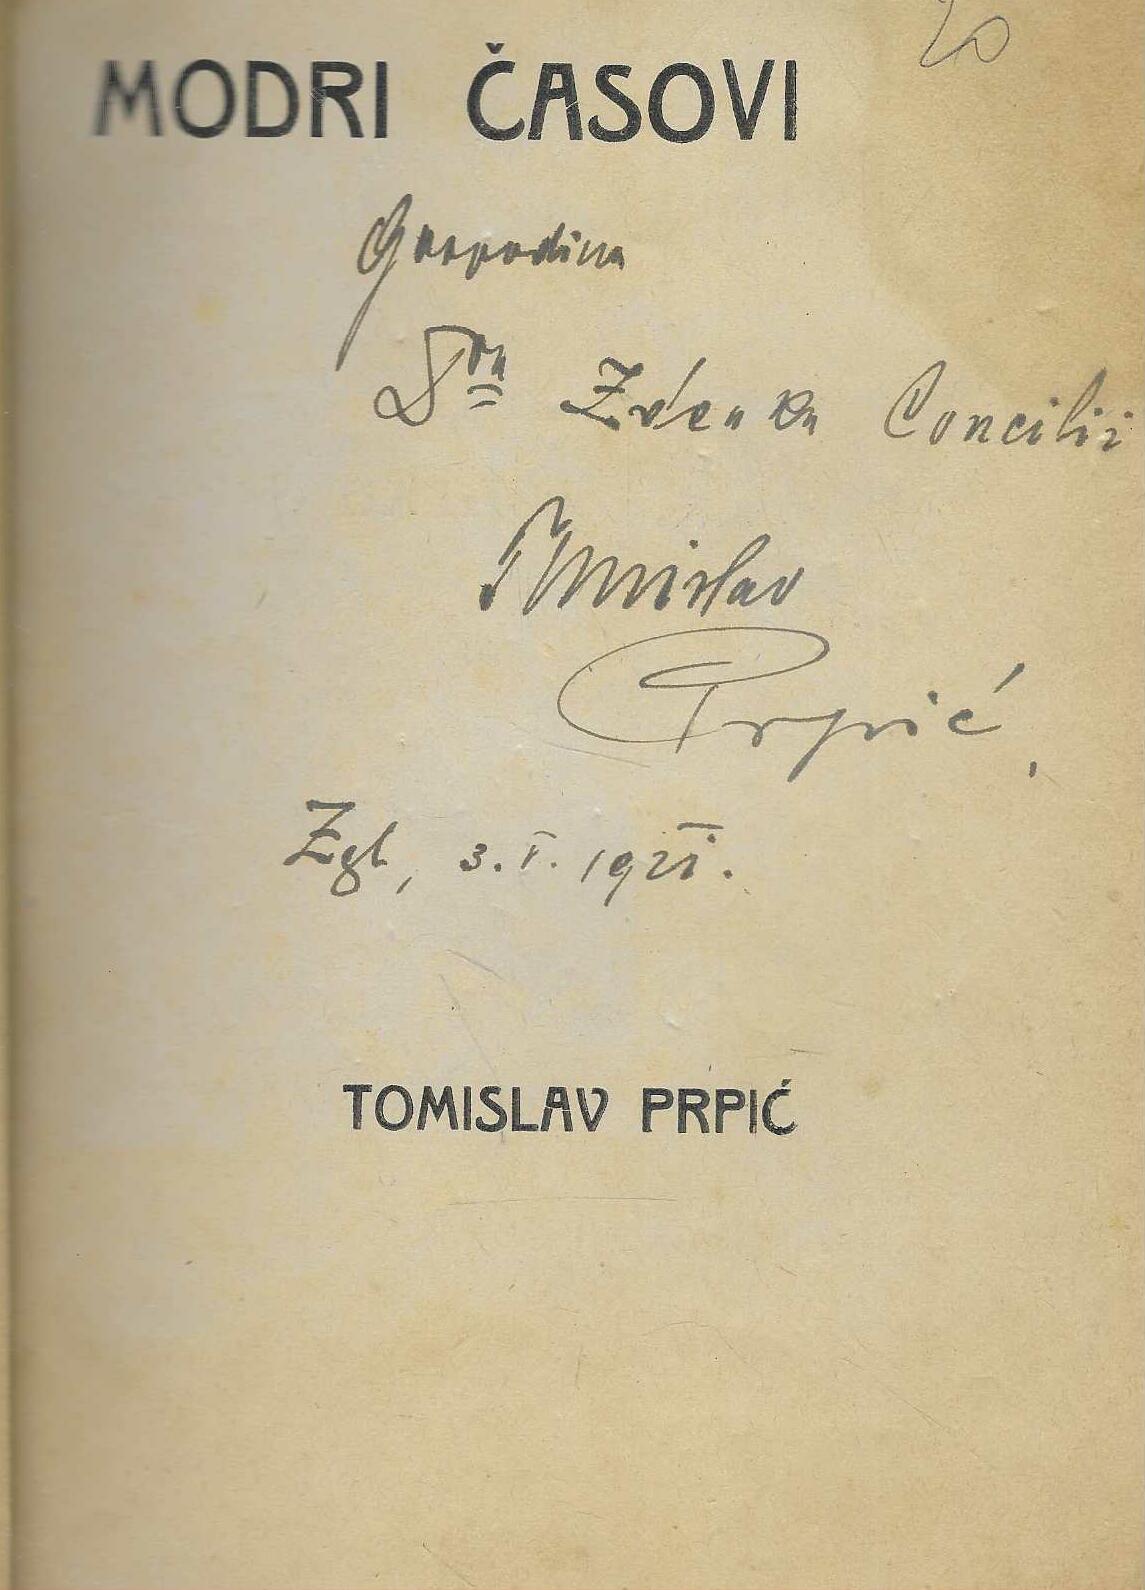 20
MODRI ČASOVI
Gospodinu
Dru Zdenku Concilii
Tomislav
Prpić,
Zgb, 3. V. 1921.
TOMISLAV PRPIĆ